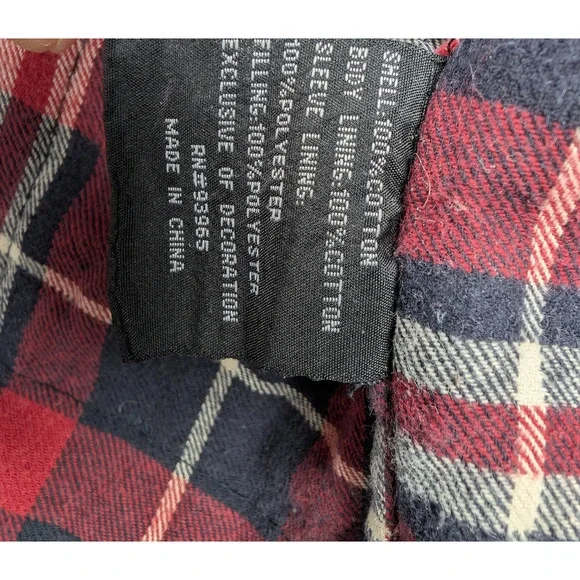 SHELL:100%COTTON
BODY LINING:100%COTTON
SLEEVE LINING:
100%POLYESTER
FILLING:100%POLYESTER
EXCLUSIVE OF DECORATION
RN#99965
MADE IN CHINA